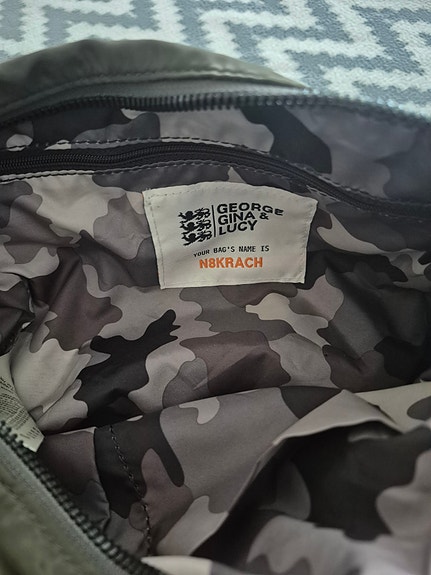 GEORGE
GINA &
LUCY
YOUR BAG'S NAME IS
N8KRACH